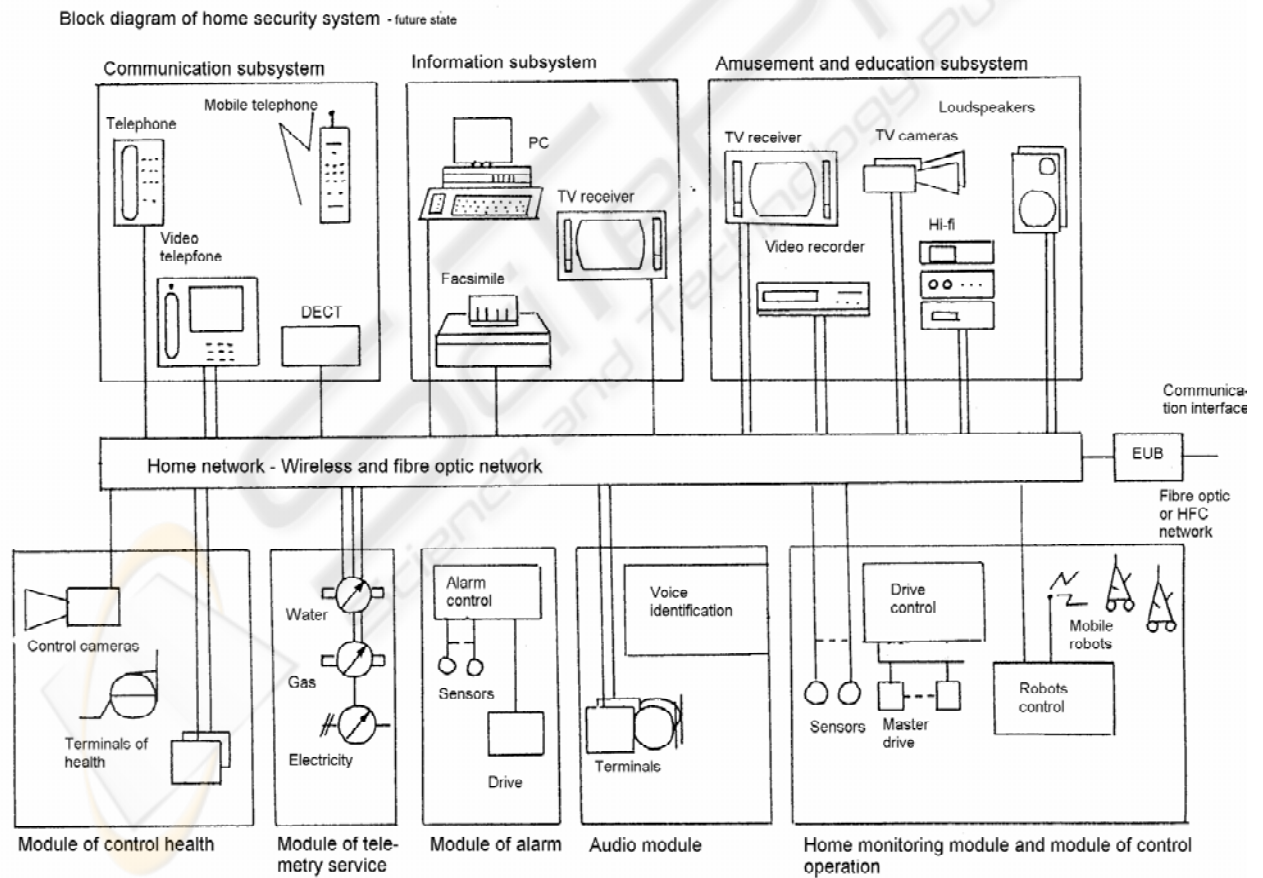 Block diagram of home security system - future state
Communication subsystem
Information subsystem
Amusement and education subsystem
Telephone
Mobile telephone
Video
telepfone
DECT
PC
TV receiver
Facsimile
TV receiver
TV cameras
Loudspeakers
Video recorder
Hi-fi
Communica-
tion interface
Home network - Wireless and fibre optic network
EUB
Fibre optic
or HFC
network
Control cameras
Terminals of
health
Water
Gas
Electricity
Alarm
control
Sensors
Drive
Voice
identification
Terminals
Drive
control
Sensors
Master
drive
Mobile
robots
Robots
control
Module of control health
Module of tele-
metry service
Module of alarm
Audio module
Home monitoring module and module of control
operation
SciTeP
Science and Technology Pu